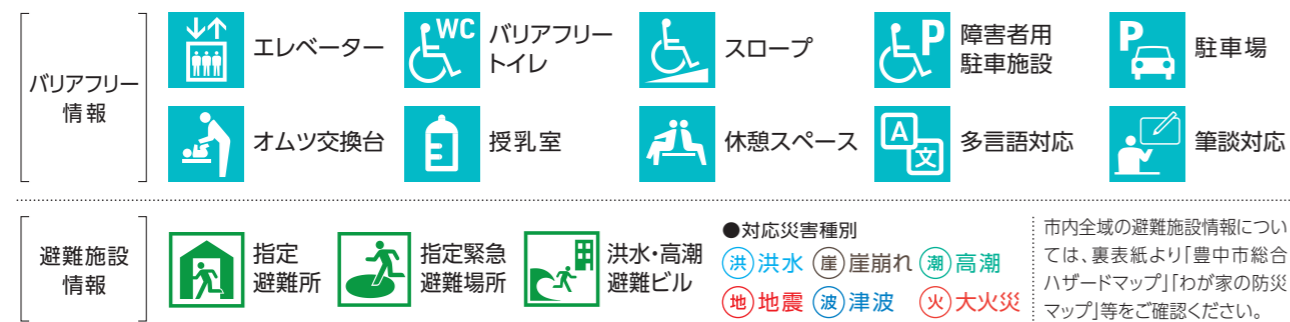 バリアフリー
情報
エレベーター
WC
バリアフリー
トイレ
スロープ
P
障害者用
駐車施設
P
駐車場
オムツ交換台
授乳室
休憩スペース
A
文
多言語対応
筆談対応
避難施設
情報
指定
避難所
指定緊急
避難場所
洪水・高潮
避難ビル
●対応災害種別
洪 洪水 崖 崖崩れ 潮 高潮
地 地震 波 津波 火 大火災
市内全域の避難施設情報につい
ては、裏表紙より「豊中市総合
ハザードマップ」「わが家の防災
マップ」等をご確認ください。